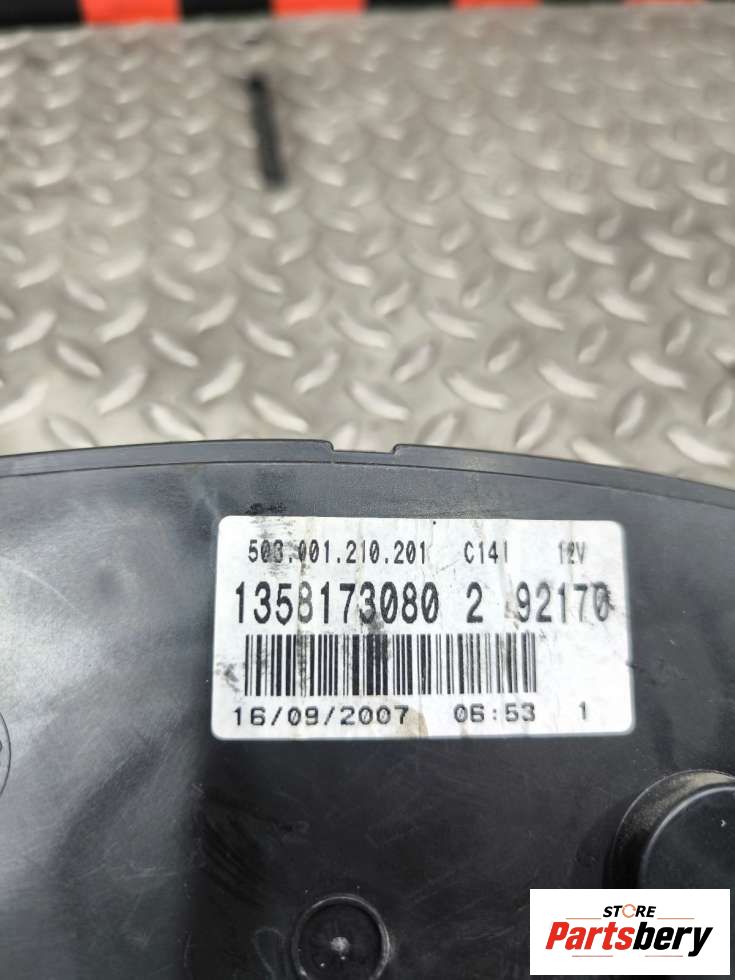 503.001.210.201 C141 12V
1358173080 2 92170
16/09/2007 06:53 1
STORE
Partsbery